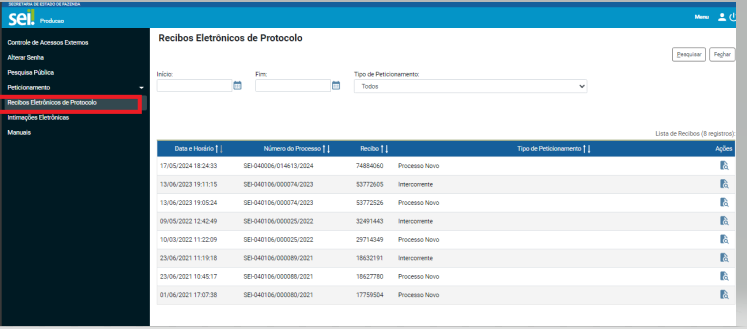 SECRETARIA DE ESTADO DE FAZENDA
sei! Producao
Menu
Controle de Acessos Externos
Alterar Senha
Pesquisa Pública
Peticionamento
Recibos Eletrônicos de Protocolo
Intimações Eletrônicas
Manuais
Recibos Eletrônicos de Protocolo
Pesquisar Fechar
Início: Fim: Tipo de Peticionamento:
Todos
Lista de Recibos (8 registros):
Data e Horário Número do Processo Recibo Tipo de Peticionamento Ações
17/05/2024 18:24:33 SEI-040006/014613/2024 74884060 Processo Novo
13/06/2023 19:11:15 SEI-040106/000074/2023 53772605 Intercorrente
13/06/2023 19:05:24 SEI-040106/000074/2023 53772526 Processo Novo
09/05/2022 12:42:49 SEI-040106/000025/2022 32491443 Intercorrente
10/03/2022 11:22:09 SEI-040106/000025/2022 29714349 Processo Novo
23/06/2021 11:19:18 SEI-040106/000089/2021 18632191 Intercorrente
23/06/2021 10:45:17 SEI-040106/000088/2021 18627780 Processo Novo
01/06/2021 17:07:38 SEI-040106/000080/2021 17759504 Processo Novo